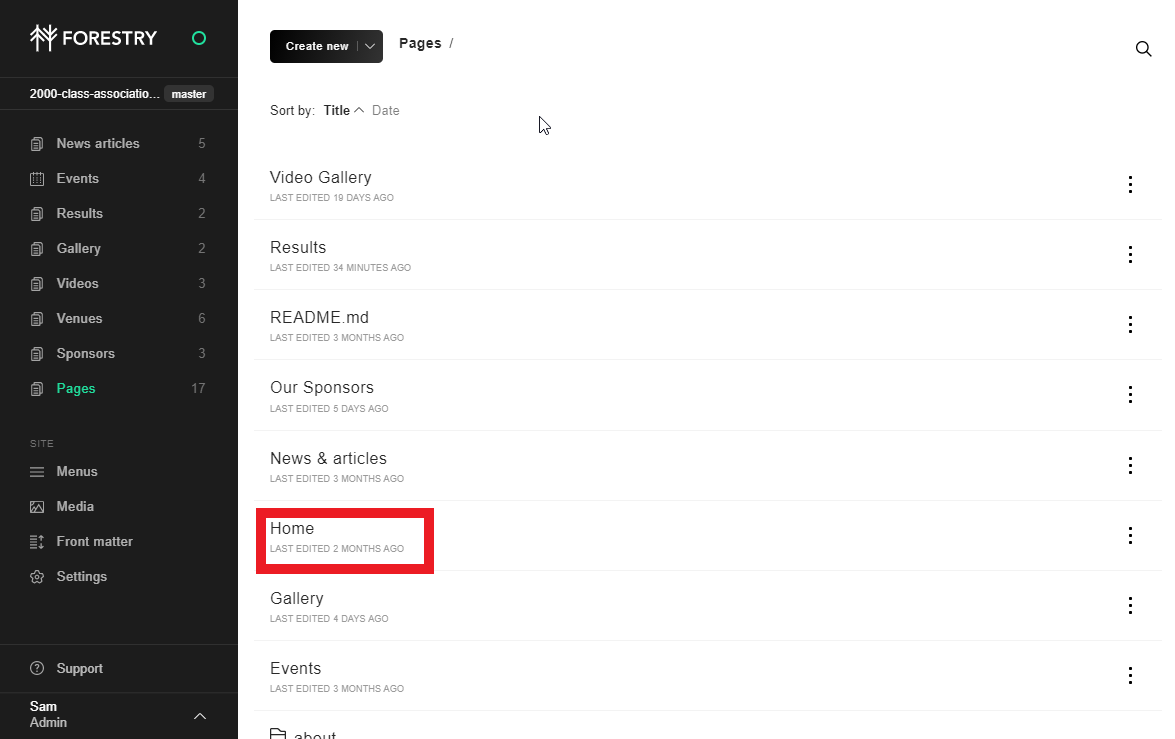 FORESTRY
2000-class-associatio... master
News articles 5
Events 4
Results 2
Gallery 2
Videos 3
Venues 6
Sponsors 3
Pages 17
SITE
Menus
Media
Front matter
Settings
Support
Sam
Admin
Create new
Pages /
Sort by: Title Date
Video Gallery
LAST EDITED 19 DAYS AGO
Results
LAST EDITED 34 MINUTES AGO
README.md
LAST EDITED 3 MONTHS AGO
Our Sponsors
LAST EDITED 5 DAYS AGO
News & articles
LAST EDITED 3 MONTHS AGO
Home
LAST EDITED 2 MONTHS AGO
Gallery
LAST EDITED 4 DAYS AGO
Events
LAST EDITED 3 MONTHS AGO
about